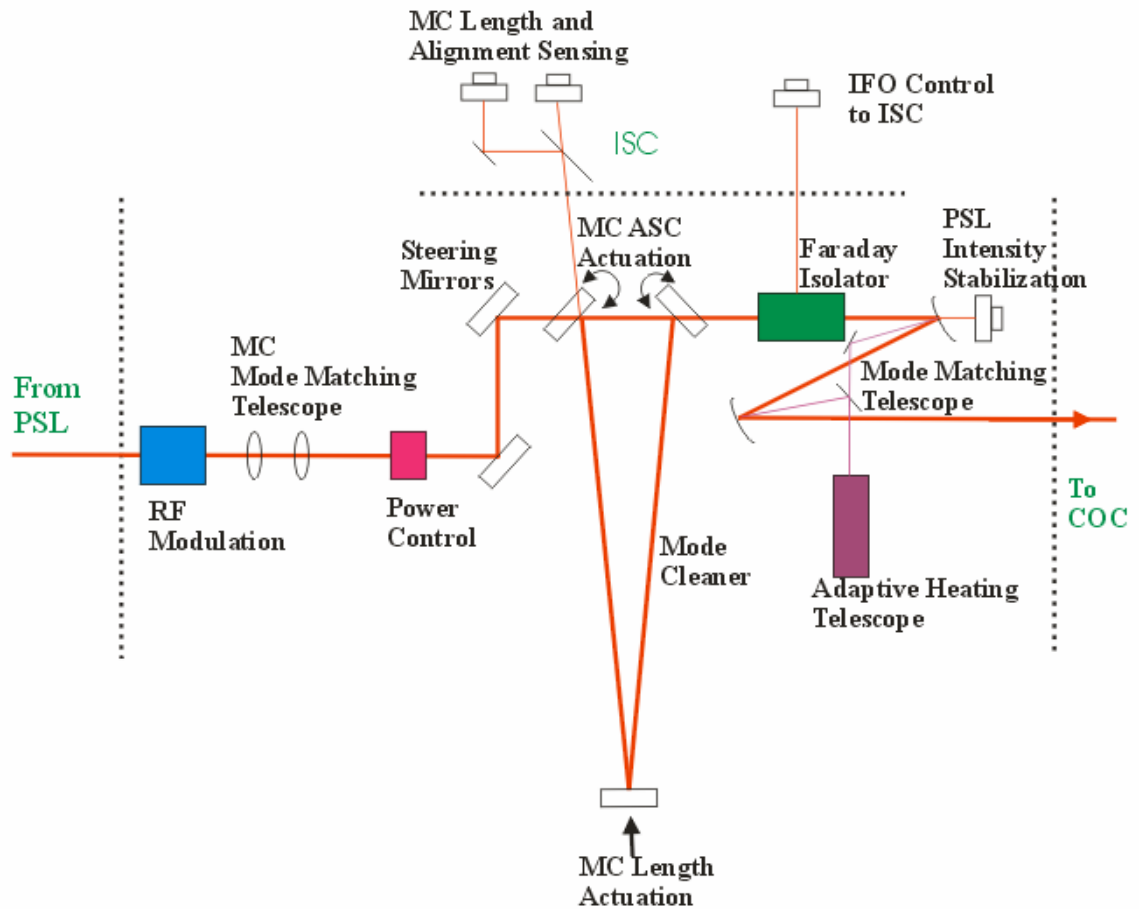 MC Length and
Alignment Sensing
IFO Control
to ISC
ISC
MC ASC
Actuation
Steering
Mirrors
Faraday
Isolator
PSL
Intensity
Stabilization
MC
Mode Matching
Telescope
From
PSL
Mode Matching
Telescope
RF
Modulation
Power
Control
Mode
Cleaner
To
COC
Adaptive Heating
Telescope
MC Length
Actuation